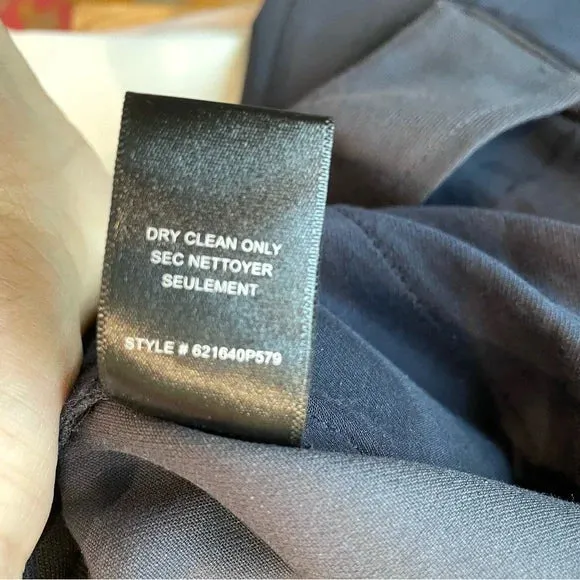 DRY CLEAN ONLY
SEC NETTOYER
SEULEMENT
STYLE # 621640P579